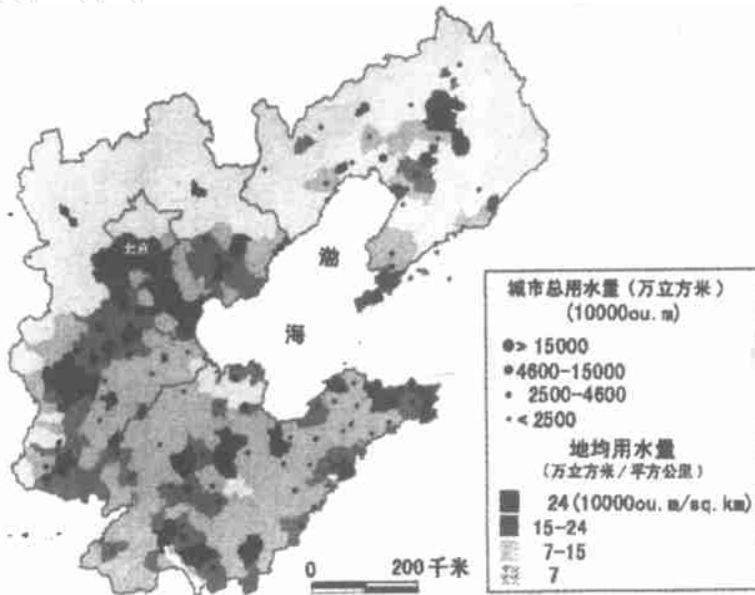 北京
渤
海
城市总用水量（万立方米）
(10000ou.m)
> 15000
4600-15000
2500-4600
< 2500
地均用水量
（万立方米/平方公里）
24(10000ou.m/sq.km)
15-24
7-15
7
0 200千米